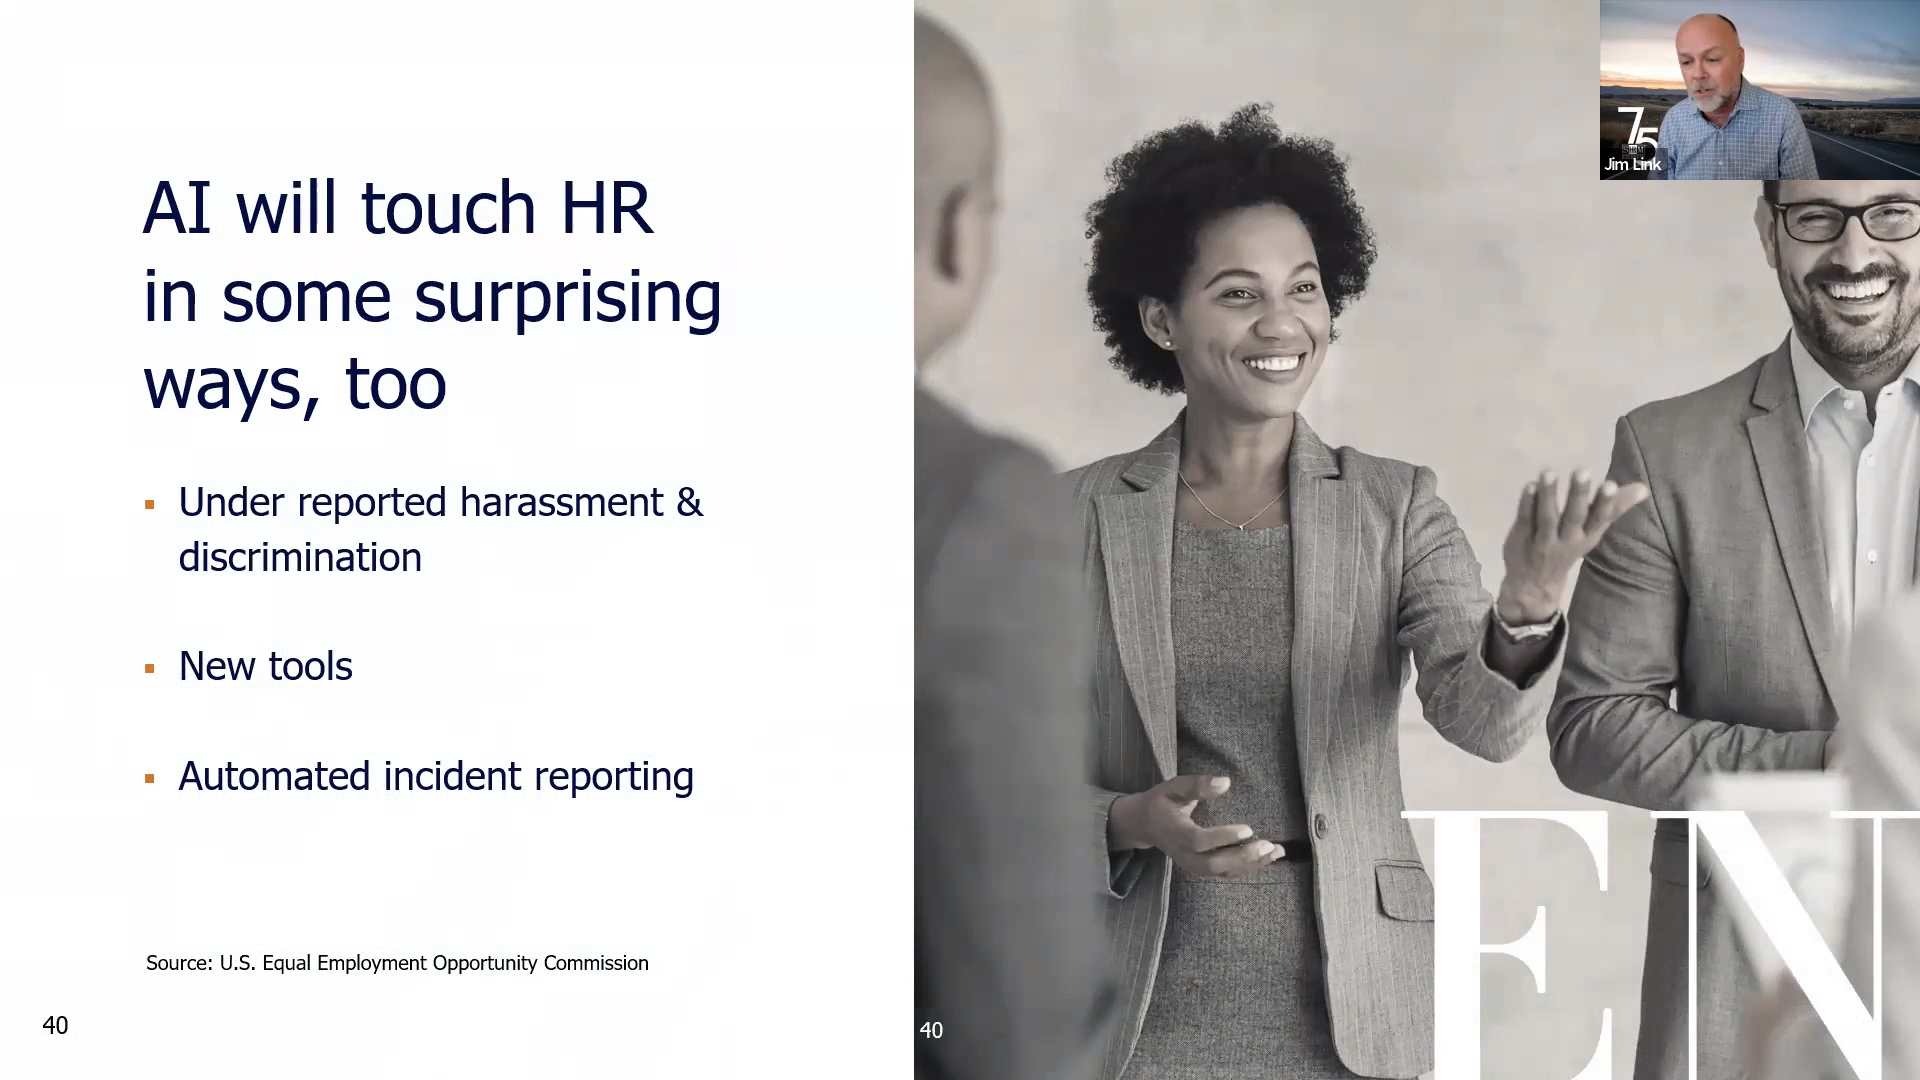 AI will touch HR
in some surprising
ways, too
Under reported harassment &
discrimination
New tools
Automated incident reporting
Source: U.S. Equal Employment Opportunity Commission
40
75
Jim Link
EN
40